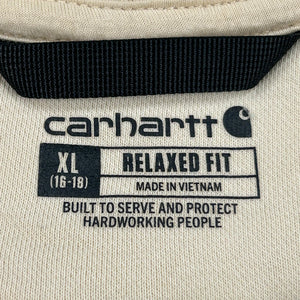 carhartt
XL
(16-18)
RELAXED FIT
MADE IN VIETNAM
BUILT TO SERVE AND PROTECT
HARDWORKING PEOPLE